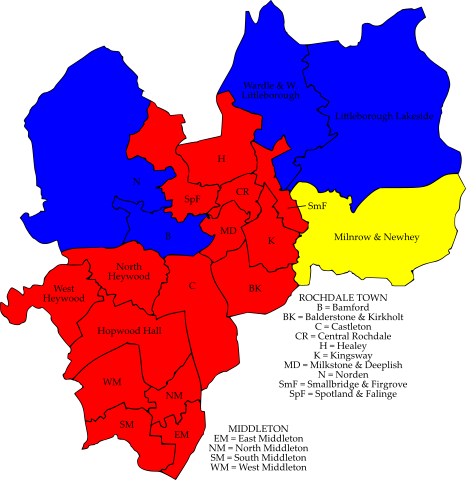 Wardle & W.
Littleborough
Littleborough Lakeside
H
N
SpF
CR
SmF
B
MD
K
Milnrow & Newhey
North
Heywood
West
Heywood
C
BK
Hopwood Hall
WM
NM
SM
EM
ROCHDALE TOWN
B = Bamford
BK = Balderstone & Kirkholt
C = Castleton
CR = Central Rochdale
H = Healey
K = Kingsway
MD = Milkstone & Deeplish
N = Norden
SmF = Smallbridge & Firgrove
SpF = Spotland & Falinge
MIDDLETON
EM = East Middleton
NM = North Middleton
SM = South Middleton
WM = West Middleton